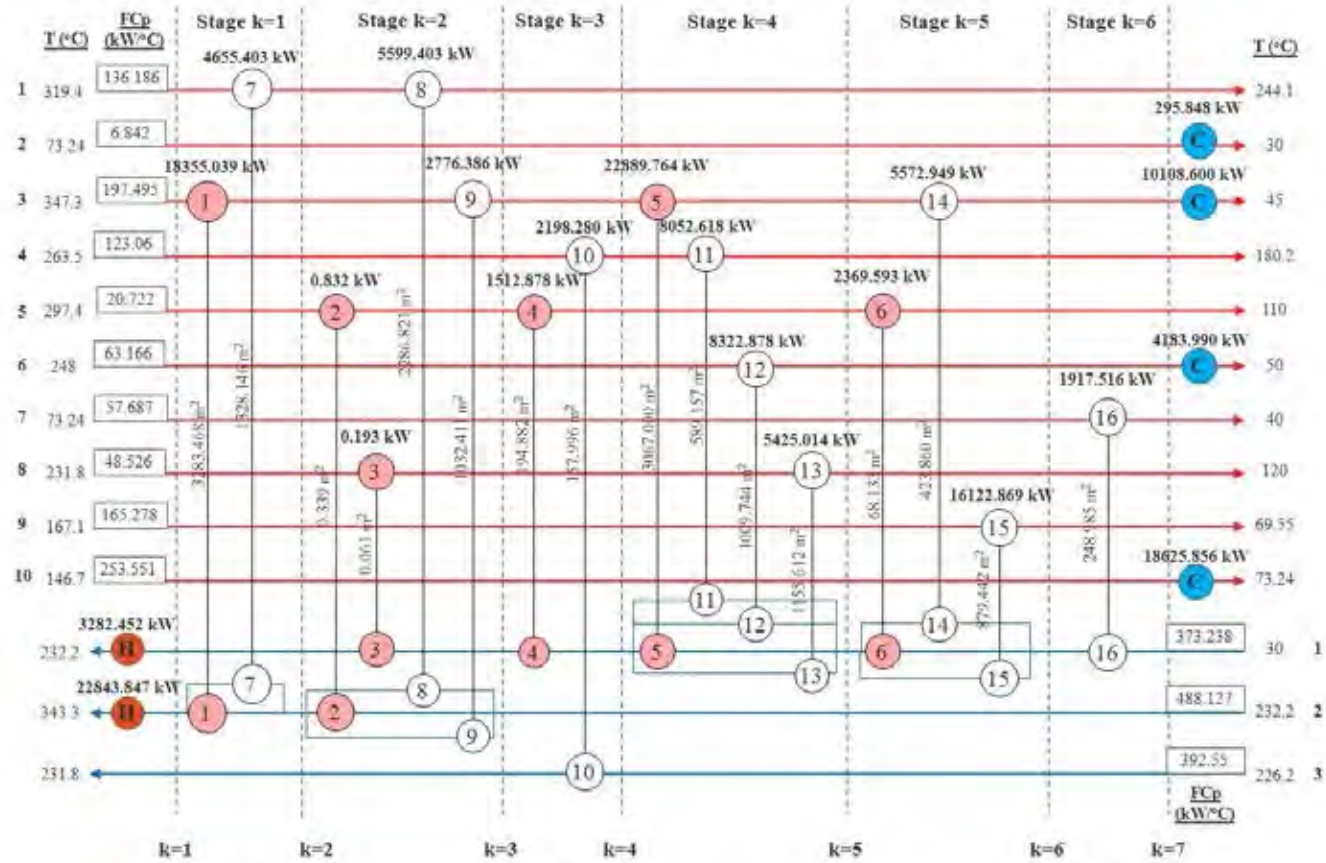 Stage k=1 Stage k=2 Stage k=3 Stage k=4 Stage k=5 Stage k=6
T (°C) FCp (kW/°C) T (°C)
4655.403 kW 5599.403 kW
1 319.4 136.186 7 8 244.1
295.848 kW
2 73.24 6.842 C 30
18355.039 kW 2776.386 kW 22889.764 kW 5572.949 kW 10108.600 kW
3 347.3 197.495 1 9 5 14 C 45
2198.280 kW 8052.618 kW
4 263.5 123.06 10 11 180.2
0.832 kW 1512.878 kW 2369.593 kW
5 297.4 20.722 2 4 6 110
8322.878 kW 4183.990 kW
6 248 63.166 12 C 50
1917.516 kW
7 73.24 57.687 16 40
0.193 kW 5425.014 kW
8 231.8 48.526 3 13 120
16122.869 kW
9 167.1 165.278 15 69.55
18625.856 kW
10 146.7 253.551 C 73.24
3283.468 m²
1328.146 m²
0.339 m²
0.061 m²
2286.821 m²
1032.411 m²
194.882 m²
157.996 m²
3067.000 m²
589.157 m²
1009.744 m²
1155.612 m²
68.133 m²
423.860 m²
879.442 m²
248.985 m²
11
12 14
3282.452 kW 373.238
232.2 H 3 4 5 6 16 30 1
7 13 15
22843.847 kW 8 488.127
343.3 H 1 2 232.2 2
9
392.55
231.8 10 226.2 3
FCp
(kW/°C)
k=1 k=2 k=3 k=4 k=5 k=6 k=7